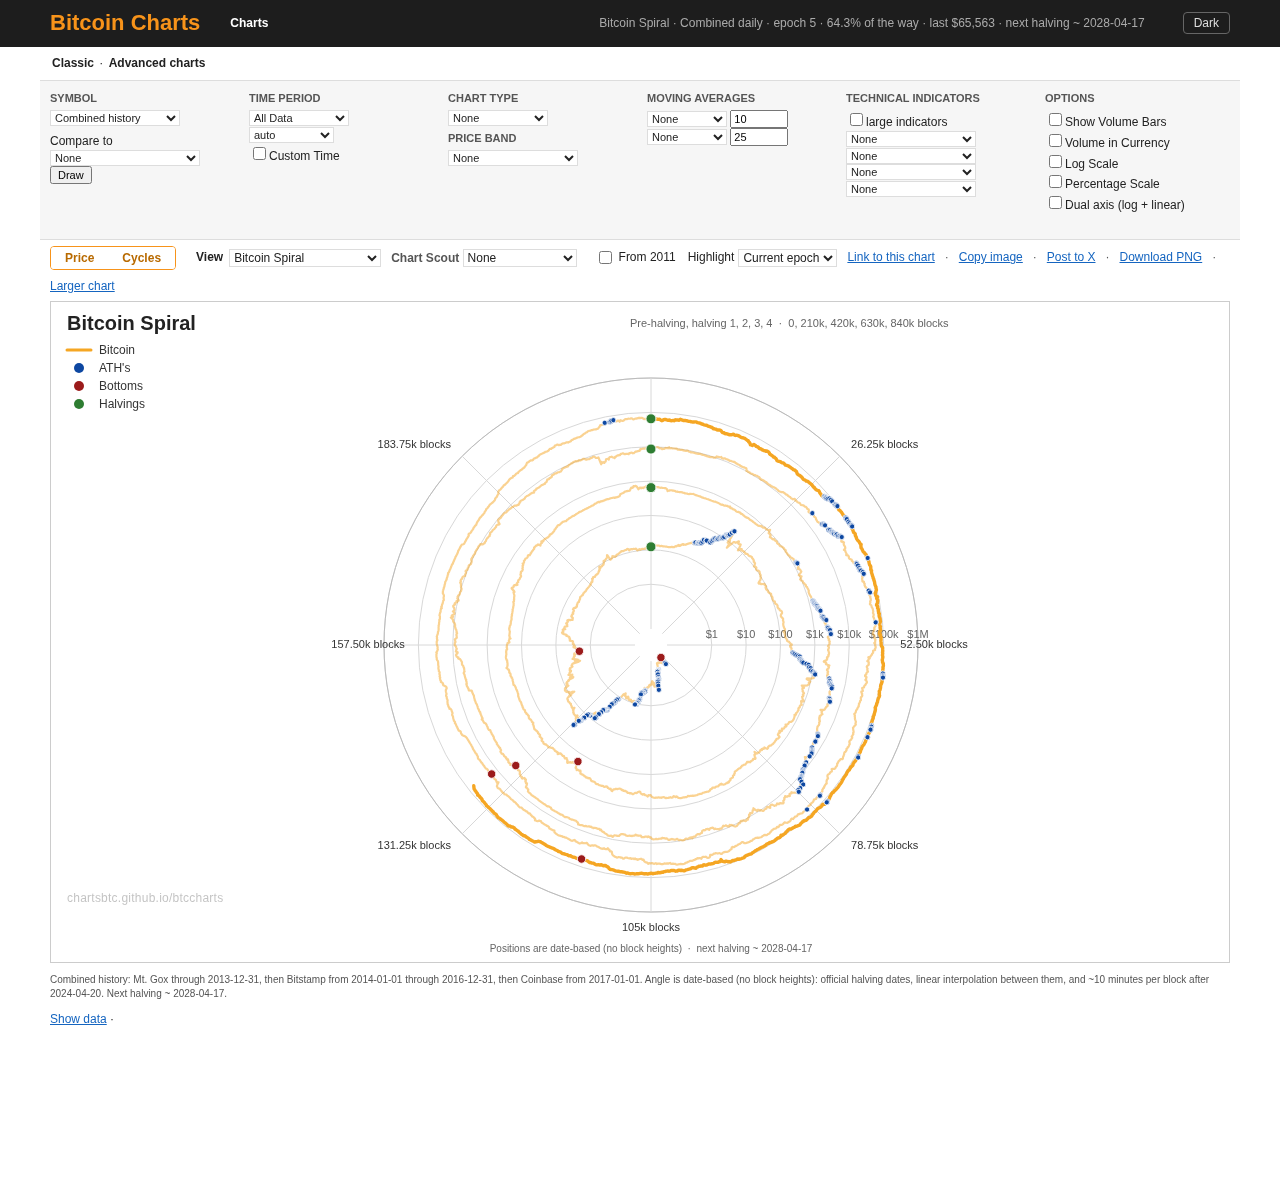 Bitcoin Charts
Charts
Bitcoin Spiral · Combined daily · epoch 5 · 64.3% of the way · last $65,563 · next halving ~ 2028-04-17
Dark
Classic · Advanced charts
SYMBOL
Combined history
Compare to
None
Draw
TIME PERIOD
All Data
auto
Custom Time
CHART TYPE
None
PRICE BAND
None
MOVING AVERAGES
None 10
None 25
TECHNICAL INDICATORS
large indicators
None
None
None
None
OPTIONS
Show Volume Bars
Volume in Currency
Log Scale
Percentage Scale
Dual axis (log + linear)
Price Cycles View Bitcoin Spiral Chart Scout None From 2011 Highlight Current epoch Link to this chart · Copy image · Post to X · Download PNG ·
Larger chart
Bitcoin Spiral
Pre-halving, halving 1, 2, 3, 4 · 0, 210k, 420k, 630k, 840k blocks
Bitcoin
ATH's
Bottoms
Halvings
183.75k blocks
26.25k blocks
$1 $10 $100 $1k $10k $100k $1M
157.50k blocks
52.50k blocks
131.25k blocks
78.75k blocks
105k blocks
chartsbtc.github.io/btccharts
Positions are date-based (no block heights) · next halving ~ 2028-04-17
Combined history: Mt. Gox through 2013-12-31, then Bitstamp from 2014-01-01 through 2016-12-31, then Coinbase from 2017-01-01. Angle is date-based (no block heights): official halving dates, linear interpolation between them, and ~10 minutes per block after
2024-04-20. Next halving ~ 2028-04-17.
Show data ·